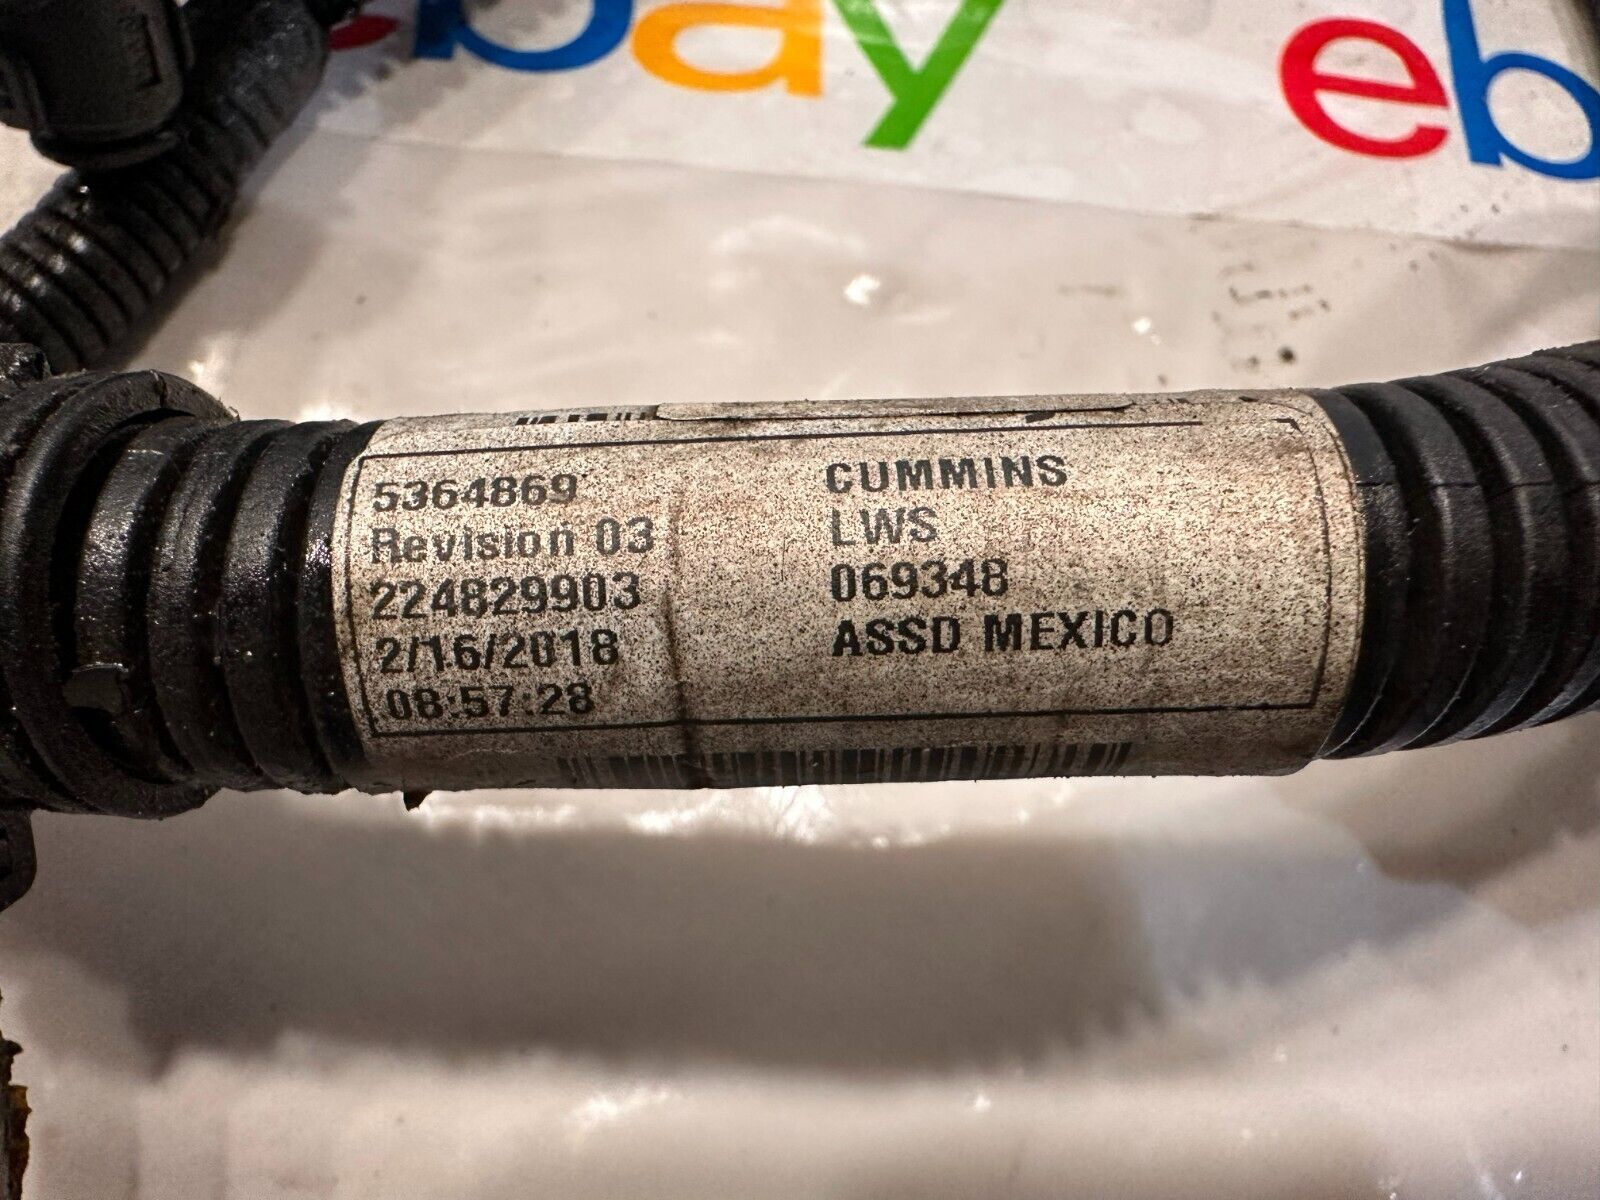 ebay
eb
5364869
Revision 03
224829903
2/16/2018
08:57:28
CUMMINS
LWS
069348
ASSD MEXICO